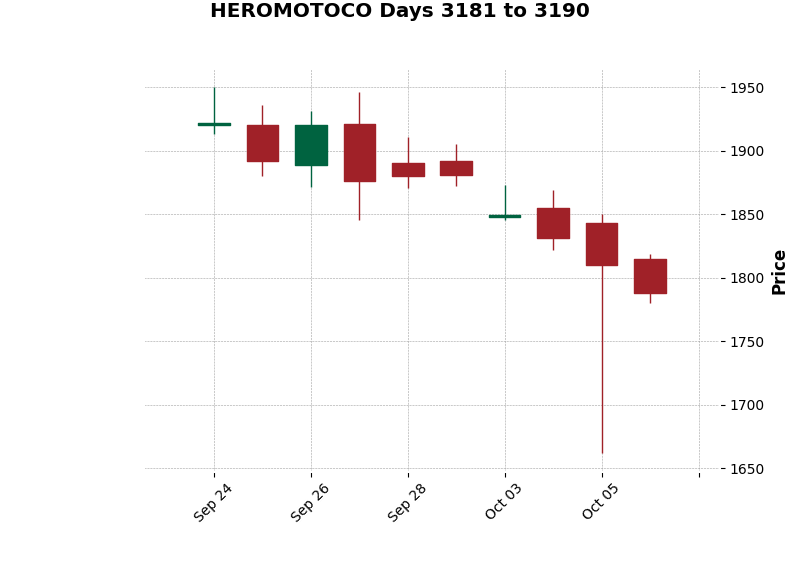 HEROMOTOCO Days 3181 to 3190
1950
1900
1850
1800
1750
1700
1650
Price
Sep 24
Sep 26
Sep 28
Oct 03
Oct 05